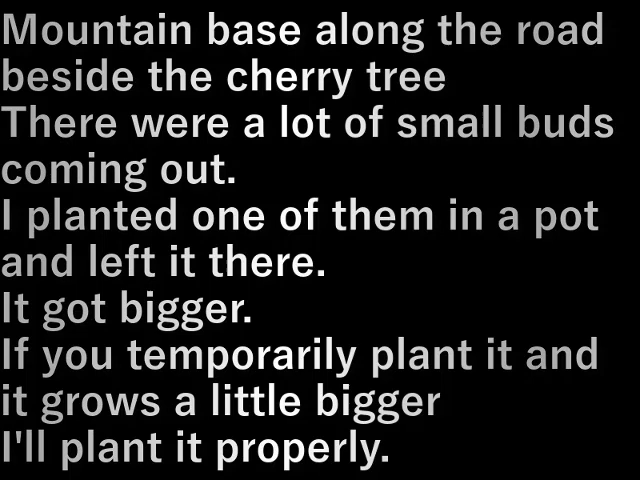 Mountain base along the road
beside the cherry tree
There were a lot of small buds
coming out.
I planted one of them in a pot
and left it there.
It got bigger.
If you temporarily plant it and
it grows a little bigger
I'll plant it properly.